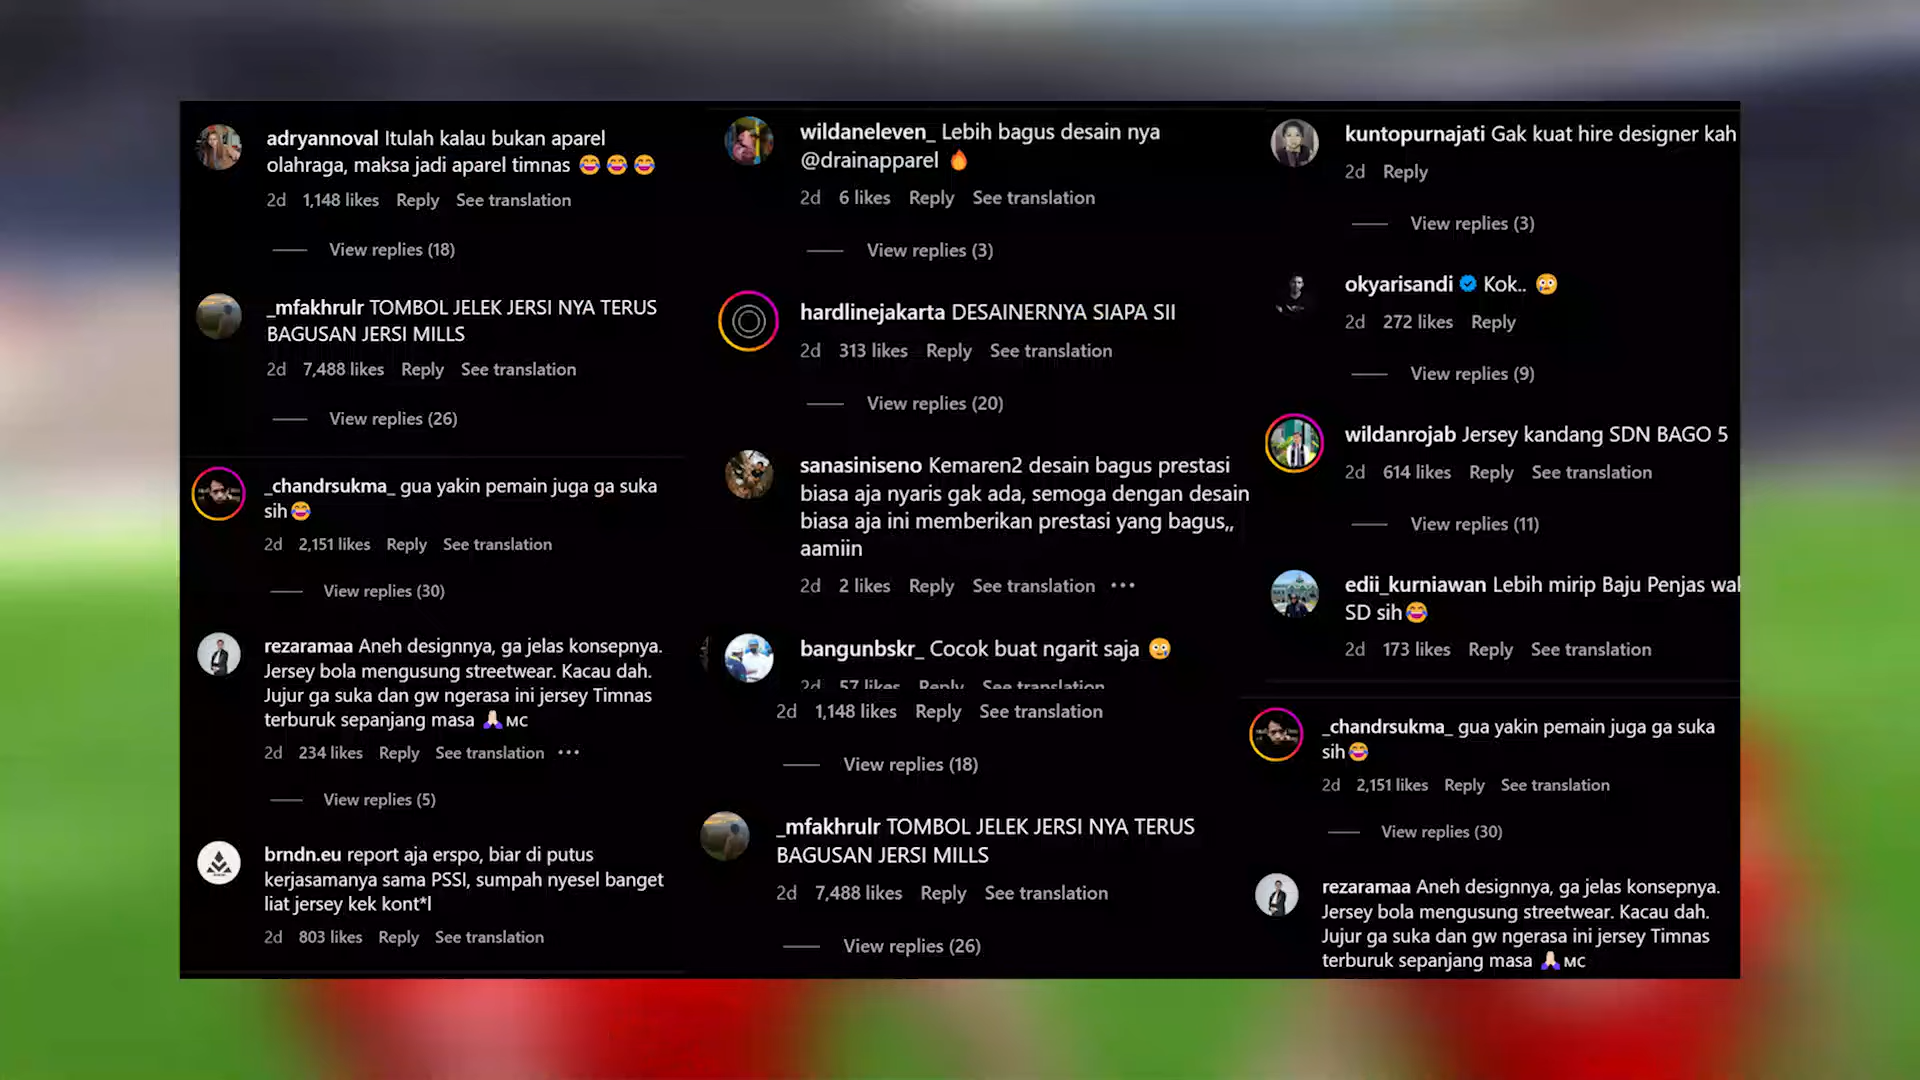 adryannoval Itulah kalau bukan aparel
olahraga, maksa jadi aparel timnas 😂 😂 😂
2d 1,148 likes Reply See translation
View replies (18)
_mfakhrulr TOMBOL JELEK JERSI NYA TERUS
BAGUSAN JERSI MILLS
2d 7,488 likes Reply See translation
View replies (26)
_chandrsukma_ gua yakin pemain juga ga suka
sih😂
2d 2,151 likes Reply See translation
View replies (30)
rezaramaa Aneh designnya, ga jelas konsepnya.
Jersey bola mengusung streetwear. Kacau dah.
Jujur ga suka dan gw ngerasa ini jersey Timnas
terburuk sepanjang masa 🙏🏻 ᴍᴄ
2d 234 likes Reply See translation •••
View replies (5)
brndn.eu report aja erspo, biar di putus
kerjasamanya sama PSSI, sumpah nyesel banget
liat jersey kek kont*l
2d 803 likes Reply See translation
wildaneleven_ Lebih bagus desain nya
@drainapparel 🔥
2d 6 likes Reply See translation
View replies (3)
hardlinejakarta DESAINERNYA SIAPA SII
2d 313 likes Reply See translation
View replies (20)
sanasiniseno Kemaren2 desain bagus prestasi
biasa aja nyaris gak ada, semoga dengan desain
biasa aja ini memberikan prestasi yang bagus,,
aamiin
2d 2 likes Reply See translation •••
bangunbskr_ Cocok buat ngarit saja 😳
2d 57 likes Reply See translation
2d 1,148 likes Reply See translation
View replies (18)
_mfakhrulr TOMBOL JELEK JERSI NYA TERUS
BAGUSAN JERSI MILLS
2d 7,488 likes Reply See translation
View replies (26)
kuntopurnajati Gak kuat hire designer kah
2d Reply
View replies (3)
okyarisandi Kok.. 😢
2d 272 likes Reply
View replies (9)
wildanrojab Jersey kandang SDN BAGO 5
2d 614 likes Reply See translation
View replies (11)
edii_kurniawan Lebih mirip Baju Penjas
SD sih😂
2d 173 likes Reply See translation
_chandrsukma_ gua yakin pemain juga ga suka
sih😂
2d 2,151 likes Reply See translation
View replies (30)
rezaramaa Aneh designnya, ga jelas konsepnya.
Jersey bola mengusung streetwear. Kacau dah.
Jujur ga suka dan gw ngerasa ini jersey Timnas
terburuk sepanjang masa 🙏🏻 ᴍᴄ